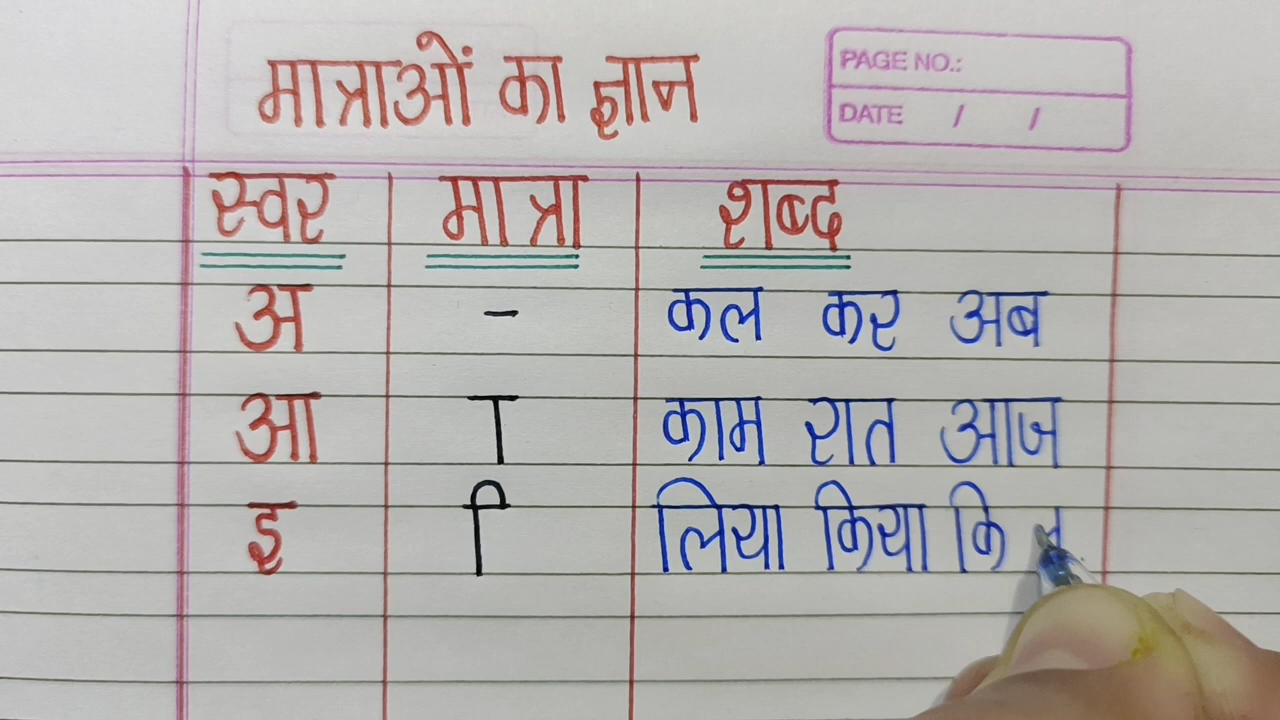 मात्राओं का ज्ञान
PAGE NO.:
DATE / /
स्वर मात्रा शब्द
अ - कल कर अब
आ ा काम रात आज
इ ि लिया किया